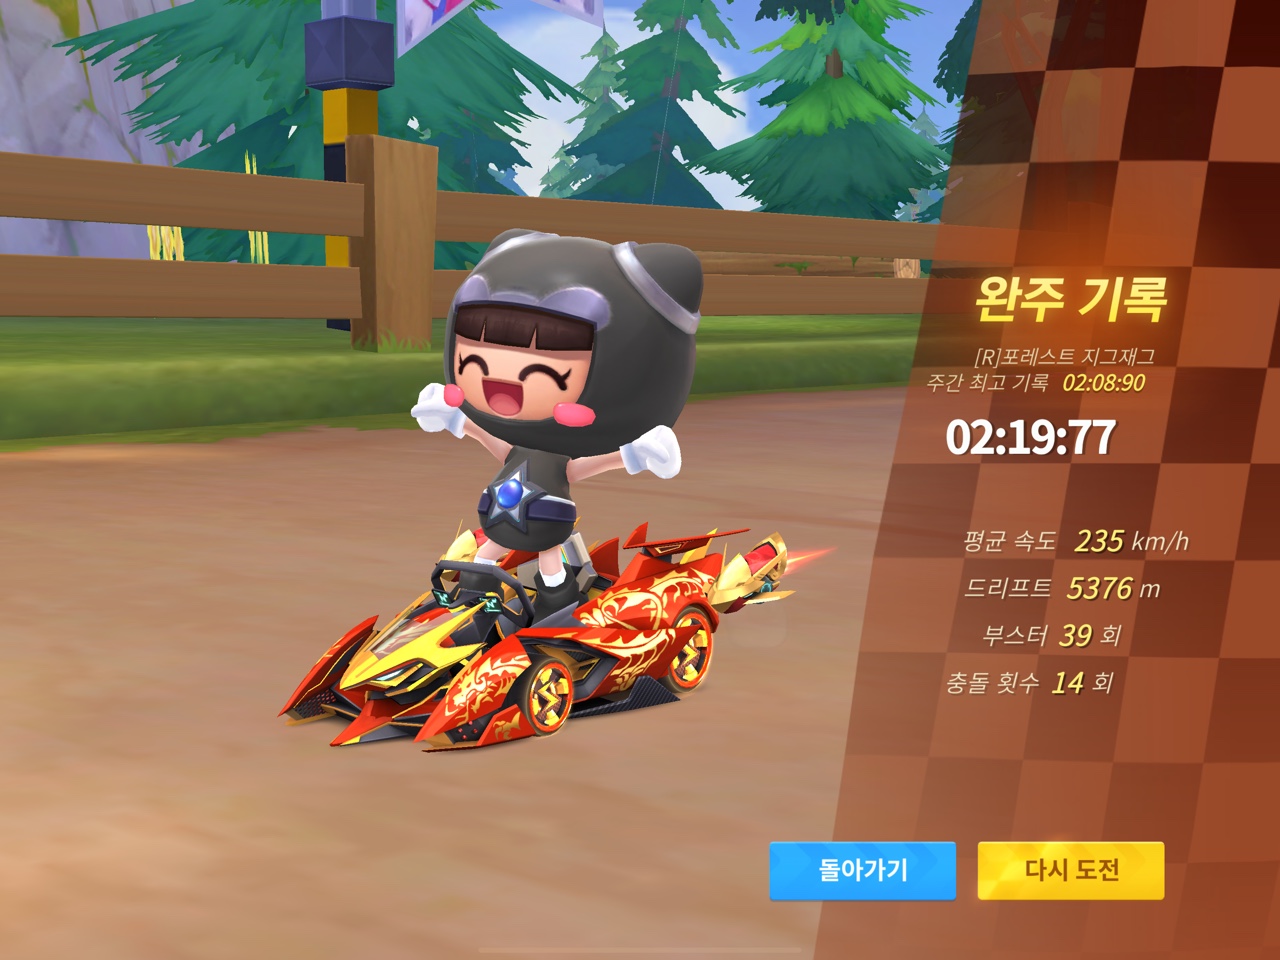 완주 기록
[R]포레스트 지그재그
주간 최고 기록 02:08:90
02:19:77
평균 속도 235 km/h
드리프트 5376 m
부스터 39 회
충돌 횟수 14 회
돌아가기
다시 도전